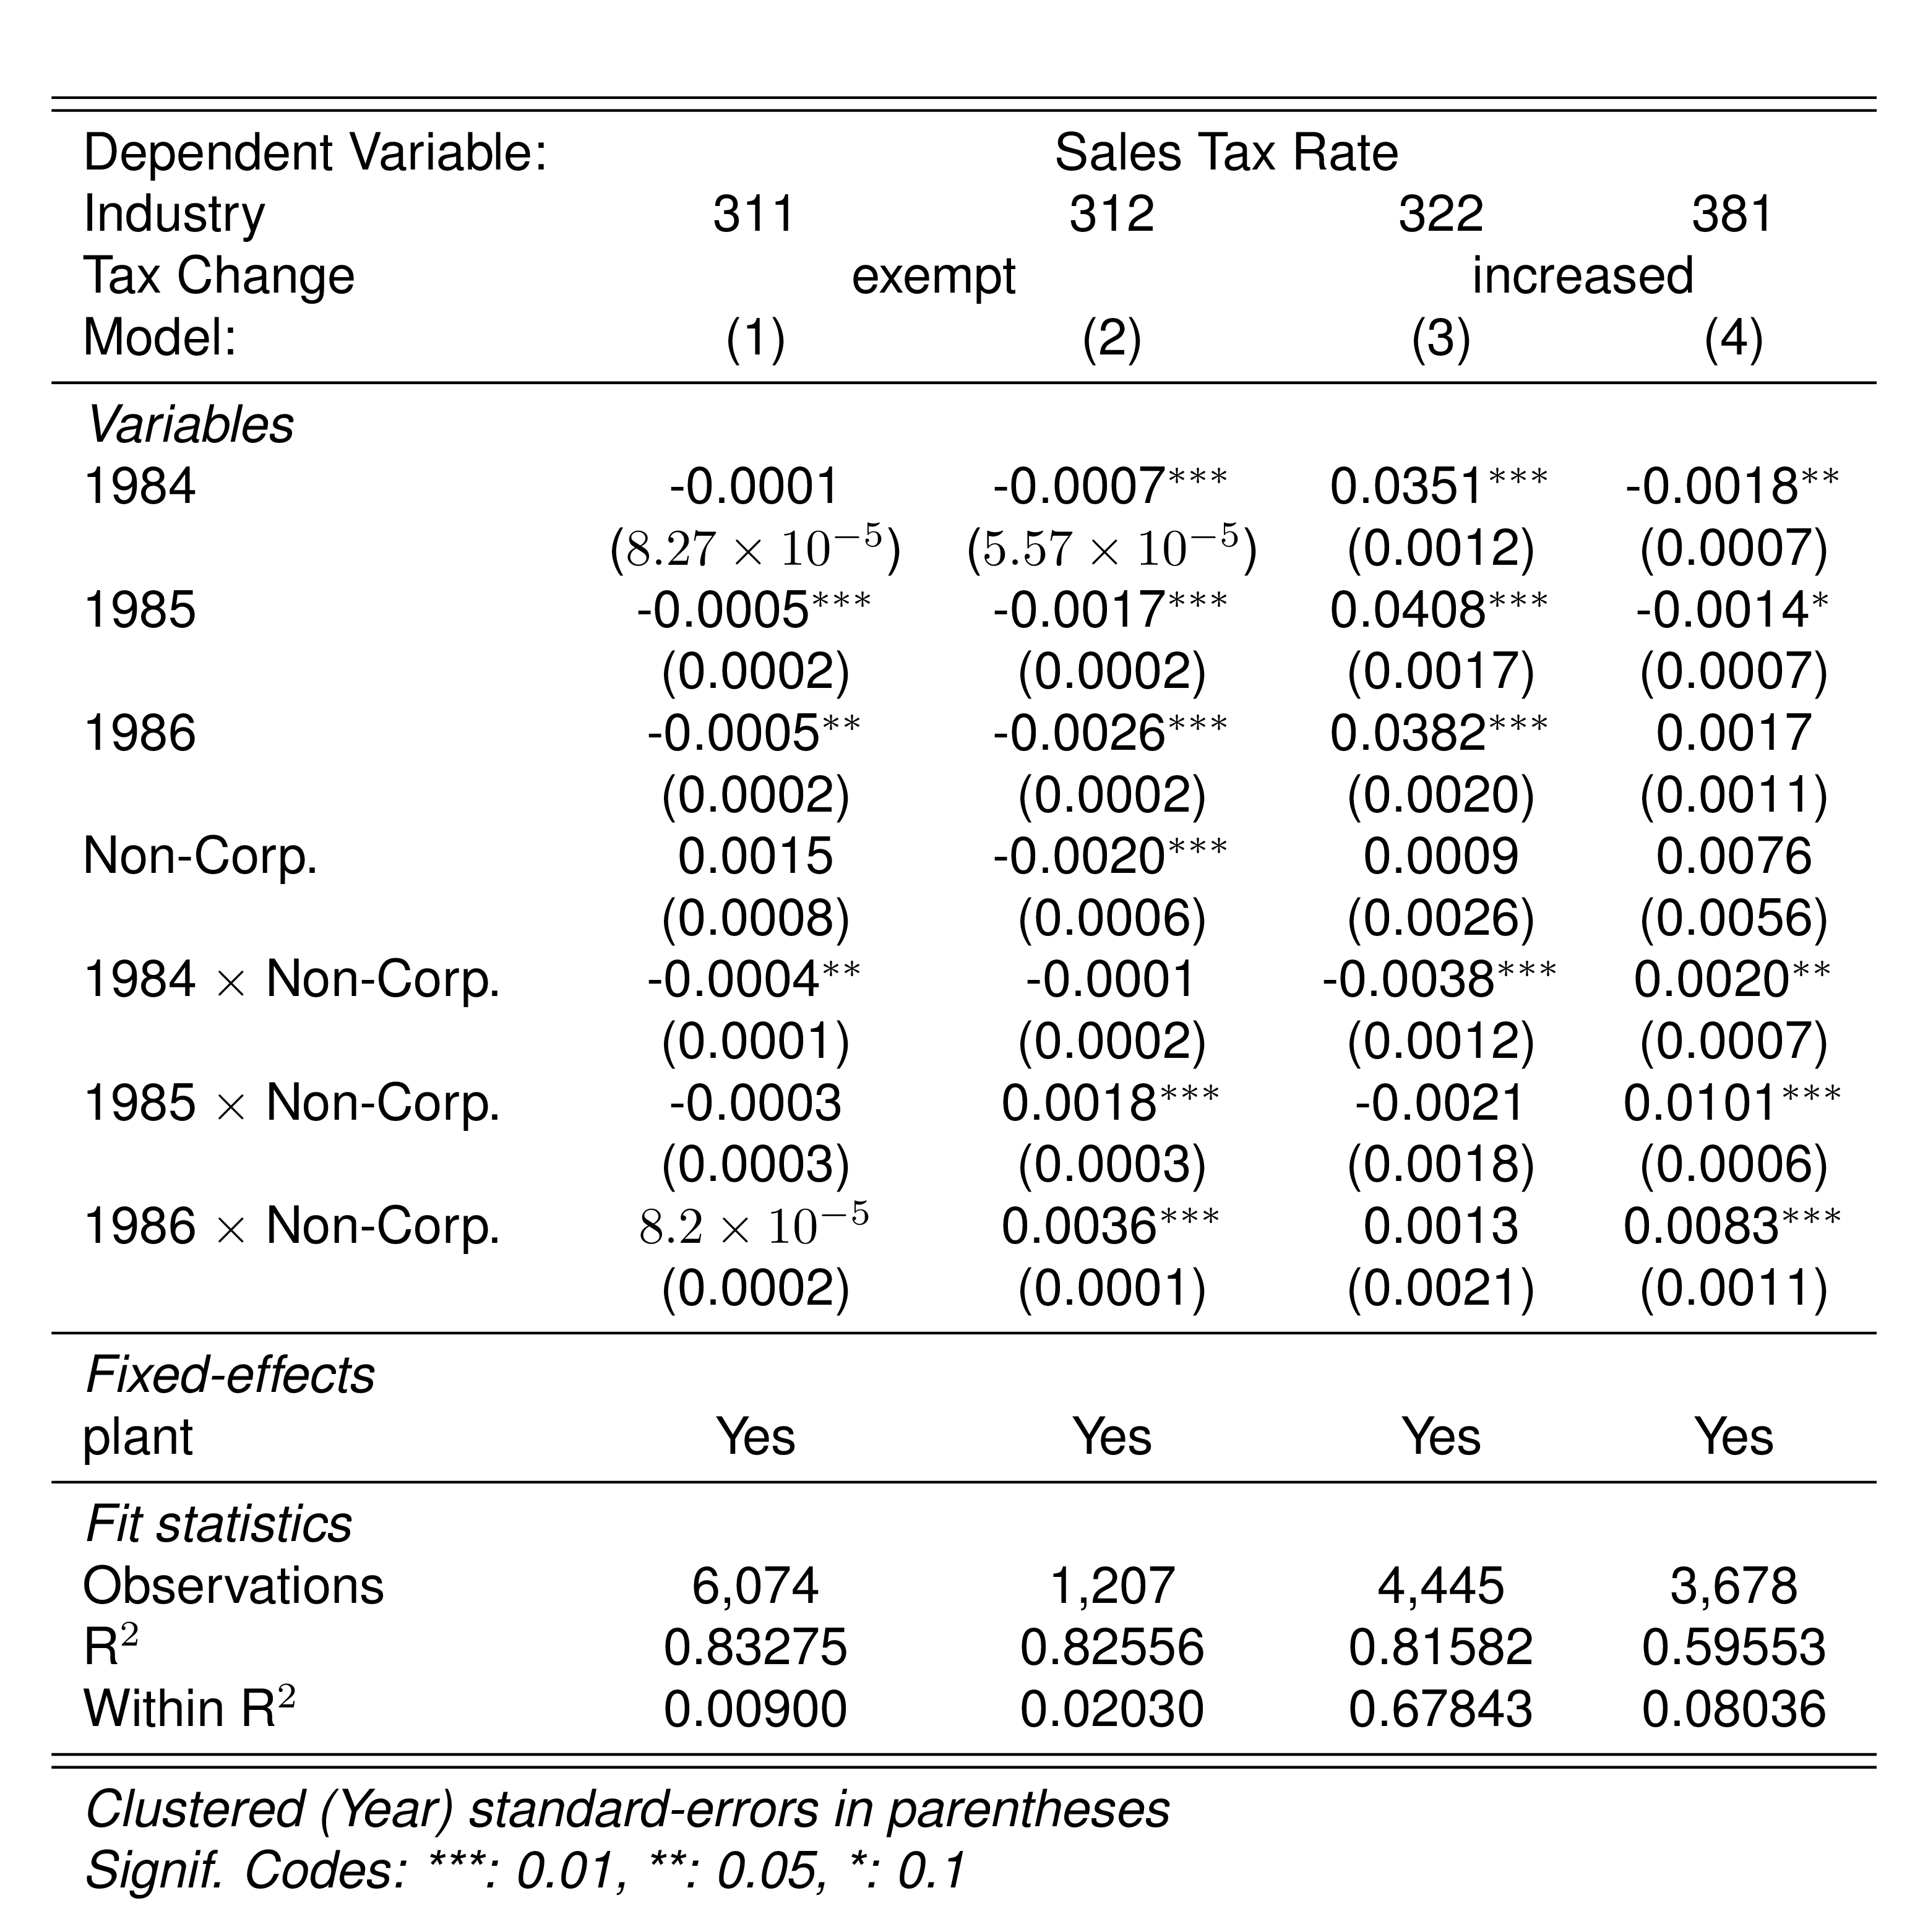 Dependent Variable: Sales Tax Rate
Industry 311 312 322 381
Tax Change exempt increased
Model: (1) (2) (3) (4)
Variables
1984 -0.0001 -0.0007*** 0.0351*** -0.0018**
(8.27 × 10⁻⁵) (5.57 × 10⁻⁵) (0.0012) (0.0007)
1985 -0.0005*** -0.0017*** 0.0408*** -0.0014*
(0.0002) (0.0002) (0.0017) (0.0007)
1986 -0.0005** -0.0026*** 0.0382*** 0.0017
(0.0002) (0.0002) (0.0020) (0.0011)
Non-Corp. 0.0015 -0.0020*** 0.0009 0.0076
(0.0008) (0.0006) (0.0026) (0.0056)
1984 × Non-Corp. -0.0004** -0.0001 -0.0038*** 0.0020**
(0.0001) (0.0002) (0.0012) (0.0007)
1985 × Non-Corp. -0.0003 0.0018*** -0.0021 0.0101***
(0.0003) (0.0003) (0.0018) (0.0006)
1986 × Non-Corp. 8.2 × 10⁻⁵ 0.0036*** 0.0013 0.0083***
(0.0002) (0.0001) (0.0021) (0.0011)
Fixed-effects
plant Yes Yes Yes Yes
Fit statistics
Observations 6,074 1,207 4,445 3,678
R² 0.83275 0.82556 0.81582 0.59553
Within R² 0.00900 0.02030 0.67843 0.08036
Clustered (Year) standard-errors in parentheses
Signif. Codes: ***: 0.01, **: 0.05, *: 0.1